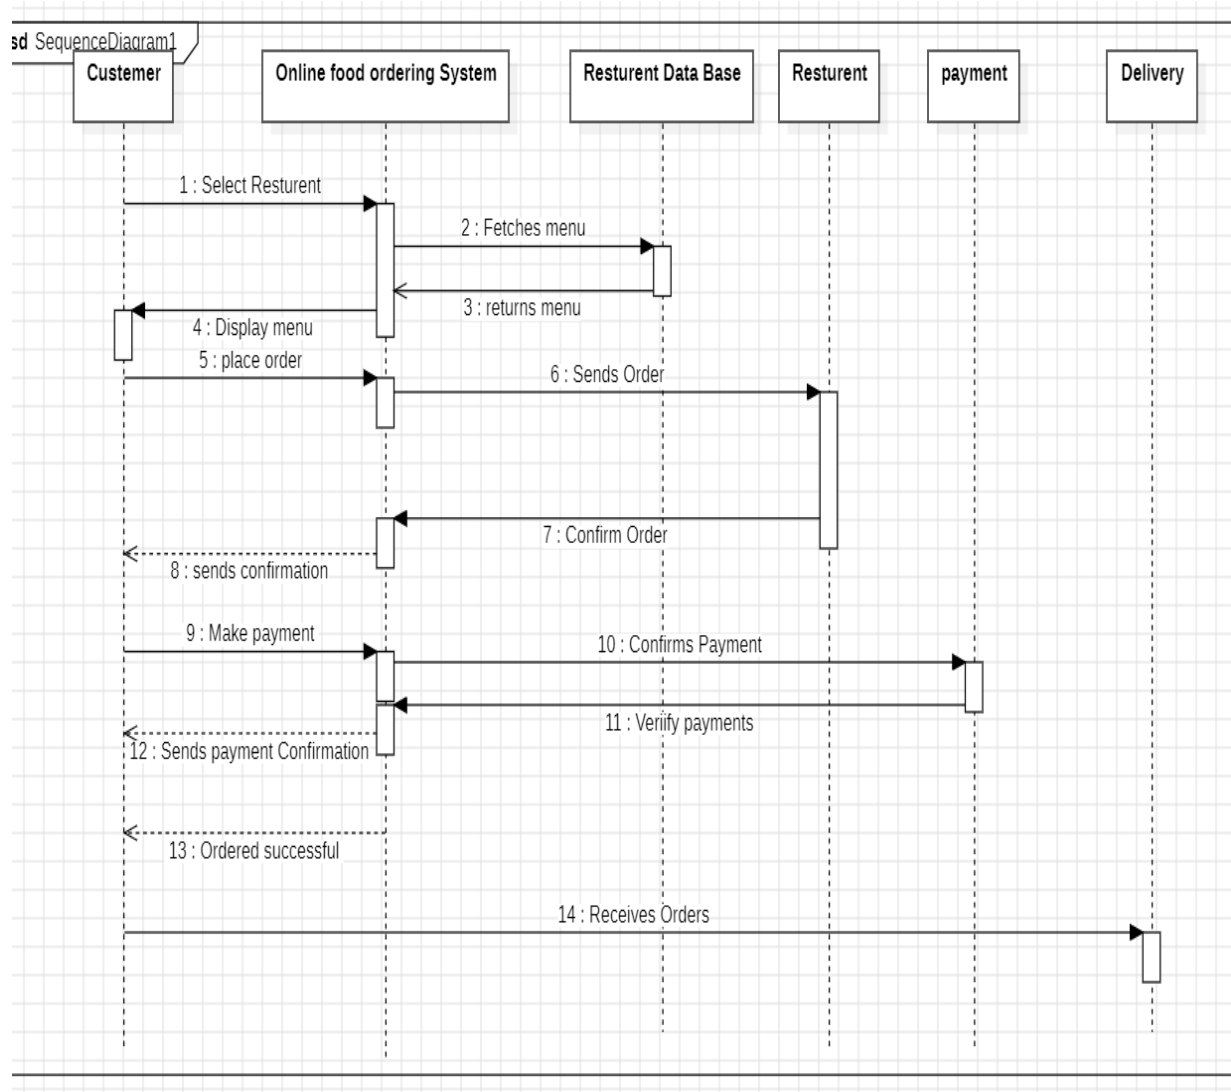 sd SequenceDiagram1
Custemer
Online food ordering System
Resturent Data Base
Resturent
payment
Delivery
1 : Select Resturent
2 : Fetches menu
3 : returns menu
4 : Display menu
5 : place order
6 : Sends Order
7 : Confirm Order
8 : sends confirmation
9 : Make payment
10 : Confirms Payment
11 : Veriify payments
12 : Sends payment Confirmation
13 : Ordered successful
14 : Receives Orders